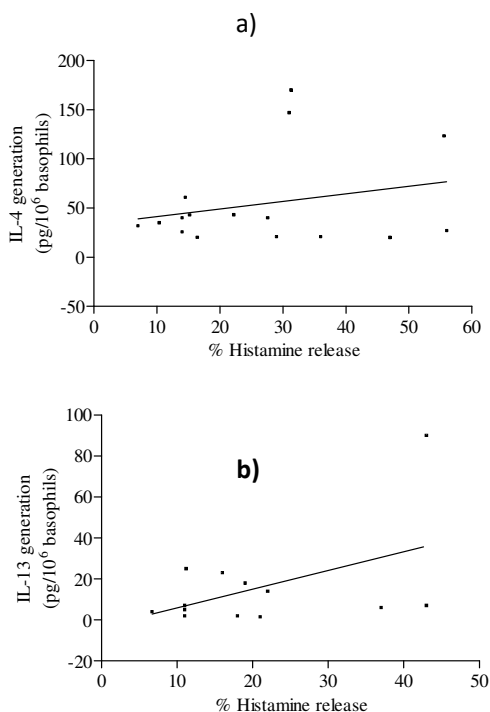 a)
200
150
100
50
0
-50
IL-4 generation
(pg/10⁶ basophils)
0 10 20 30 40 50 60
% Histamine release
b)
100
80
60
40
20
0
-20
IL-13 generation
(pg/10⁶ basophils)
0 10 20 30 40 50
% Histamine release